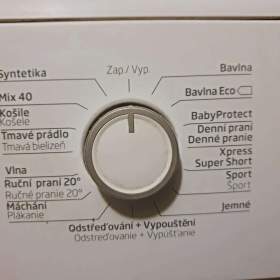 Zap./ Vyp.
Syntetika
Mix 40
Košile
Košele
Tmavé prádlo
Tmavá bielizeň
Vlna
Ruční praní 20°
Ručné pranie 20°
Máchání
Plákanie
Bavlna
Bavlna Eco
BabyProtect
Denní praní
Denné pranie
Xpress
Super Short
Sport
Sport
Jemné
Odstřeďování + Vypouštění
Odstreďovanie + Vypúšťanie